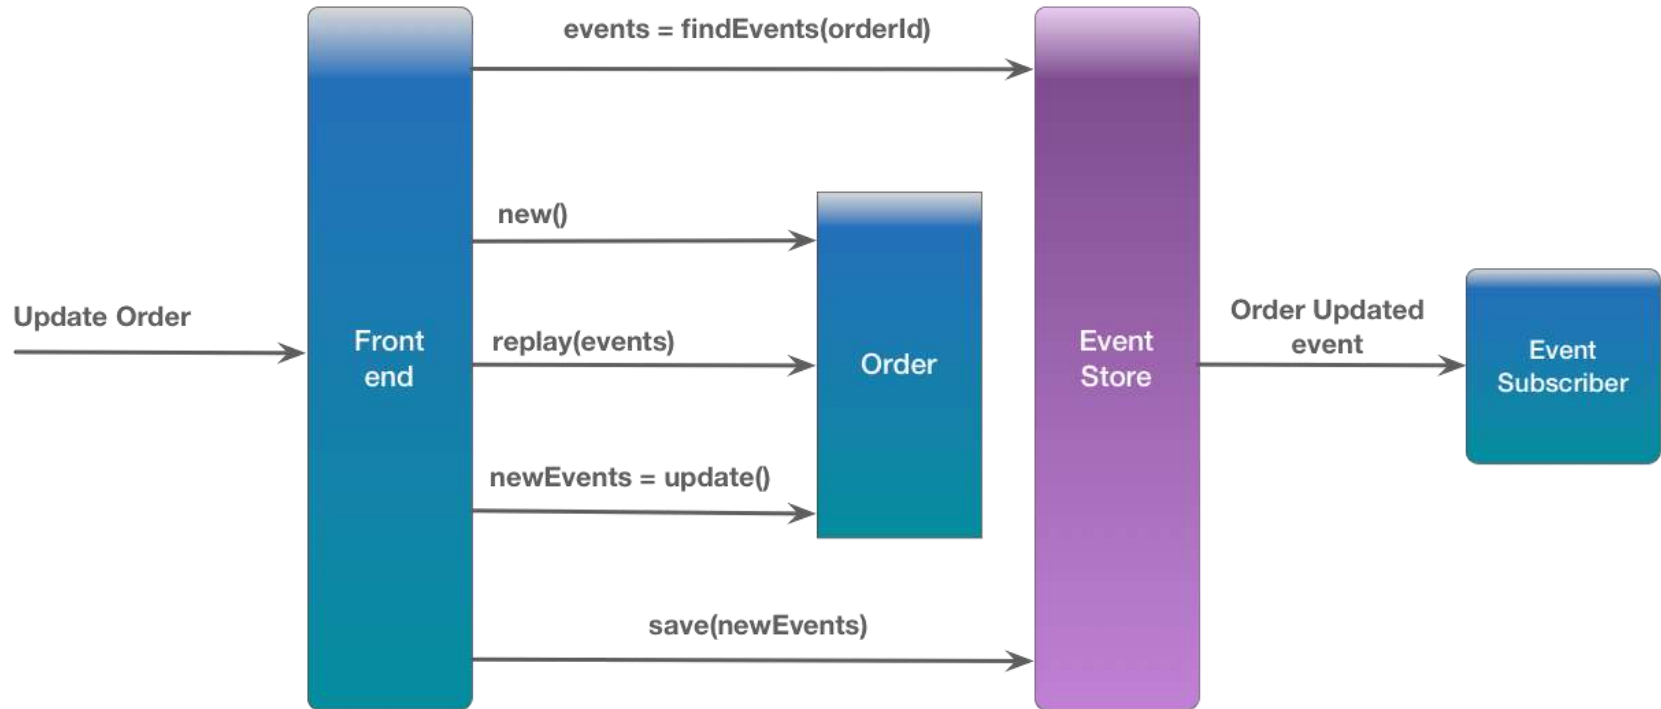 events = findEvents(orderId)
new()
Update Order
Front
end
replay(events)
Order
Event
Store
Order Updated
event
Event
Subscriber
newEvents = update()
save(newEvents)